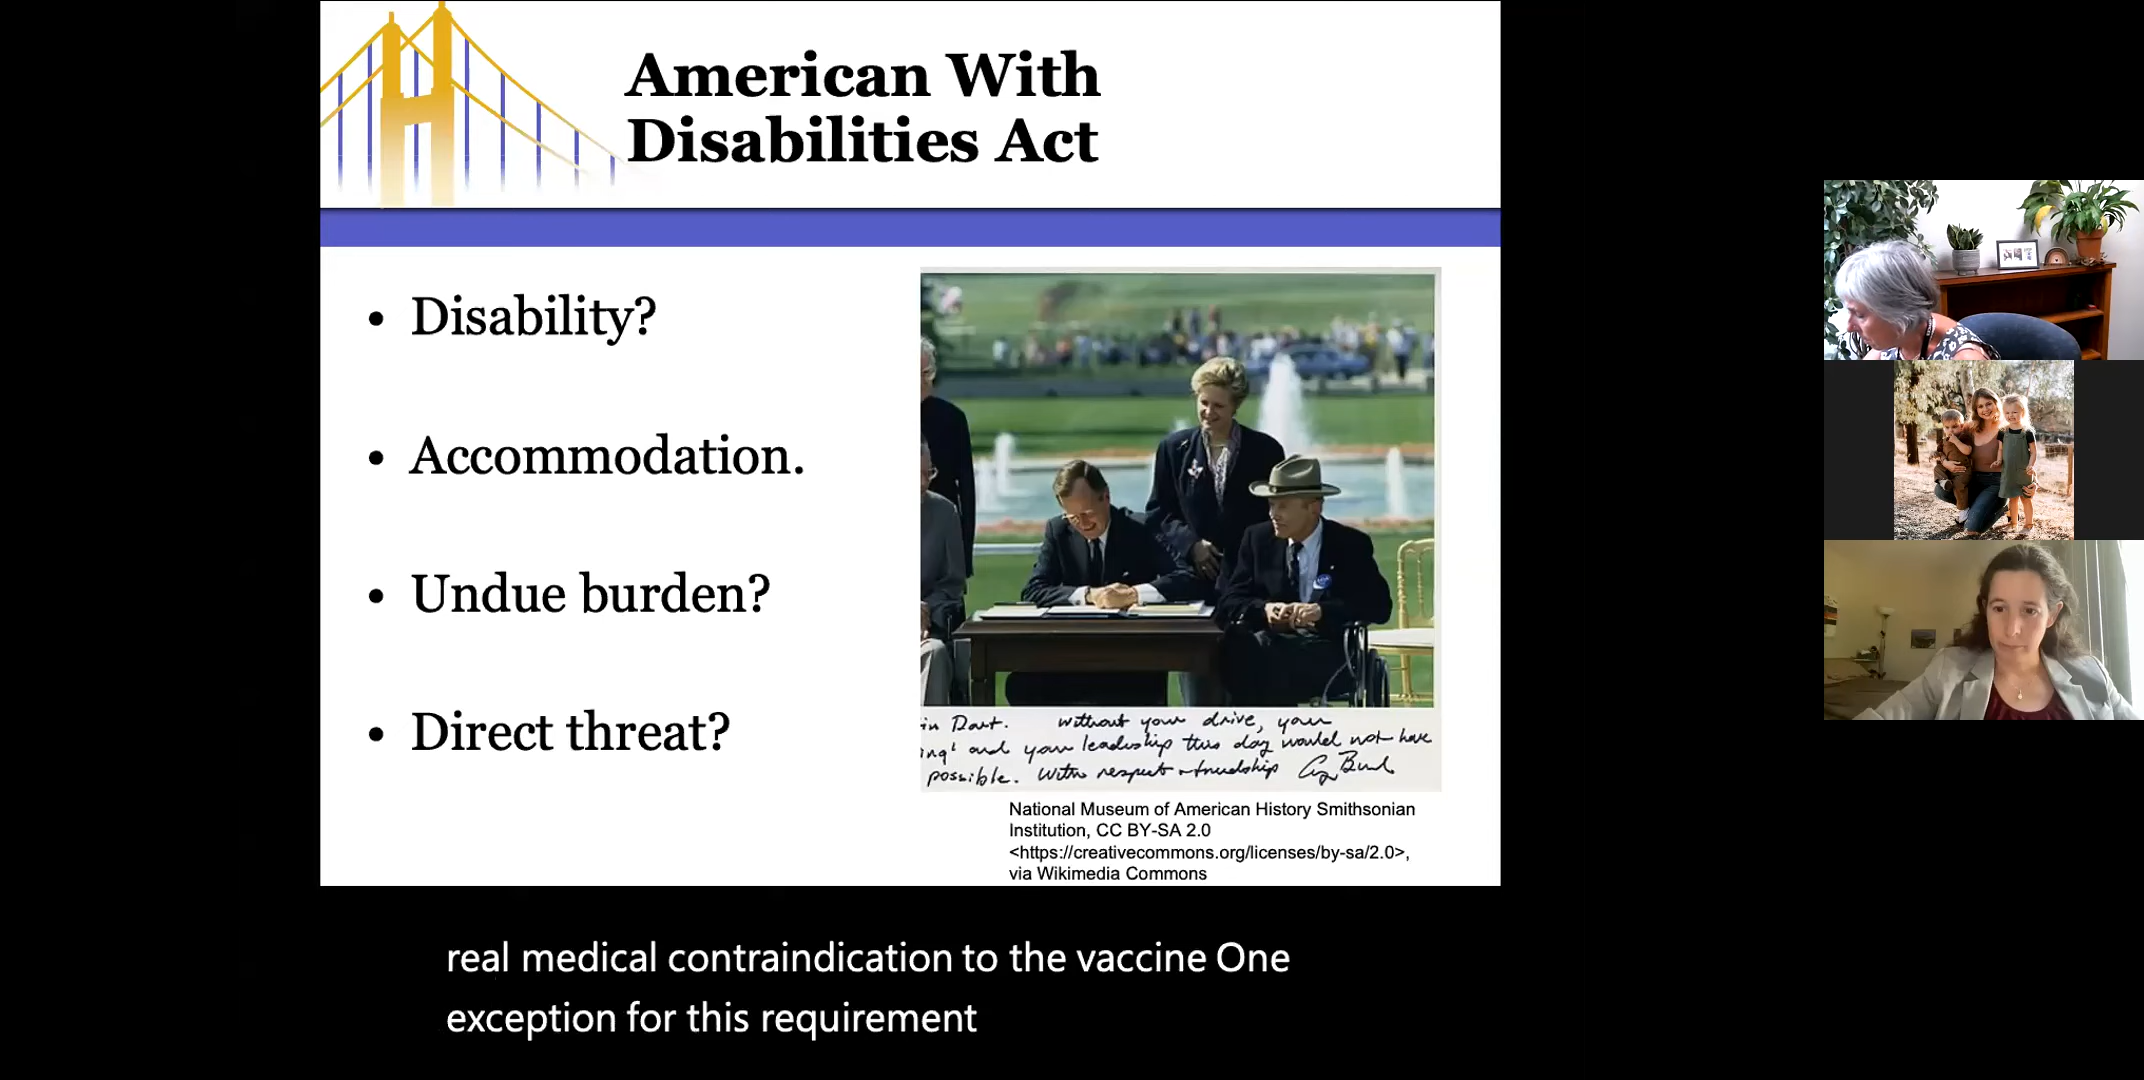 American With
Disabilities Act
• Disability?
• Accommodation.
• Undue burden?
• Direct threat?
in Dart. Without your drive, your
ing' and your leadership this day would not have
possible. With respect + friendship
National Museum of American History Smithsonian
Institution, CC BY-SA 2.0
<https://creativecommons.org/licenses/by-sa/2.0>,
via Wikimedia Commons
real medical contraindication to the vaccine One
exception for this requirement